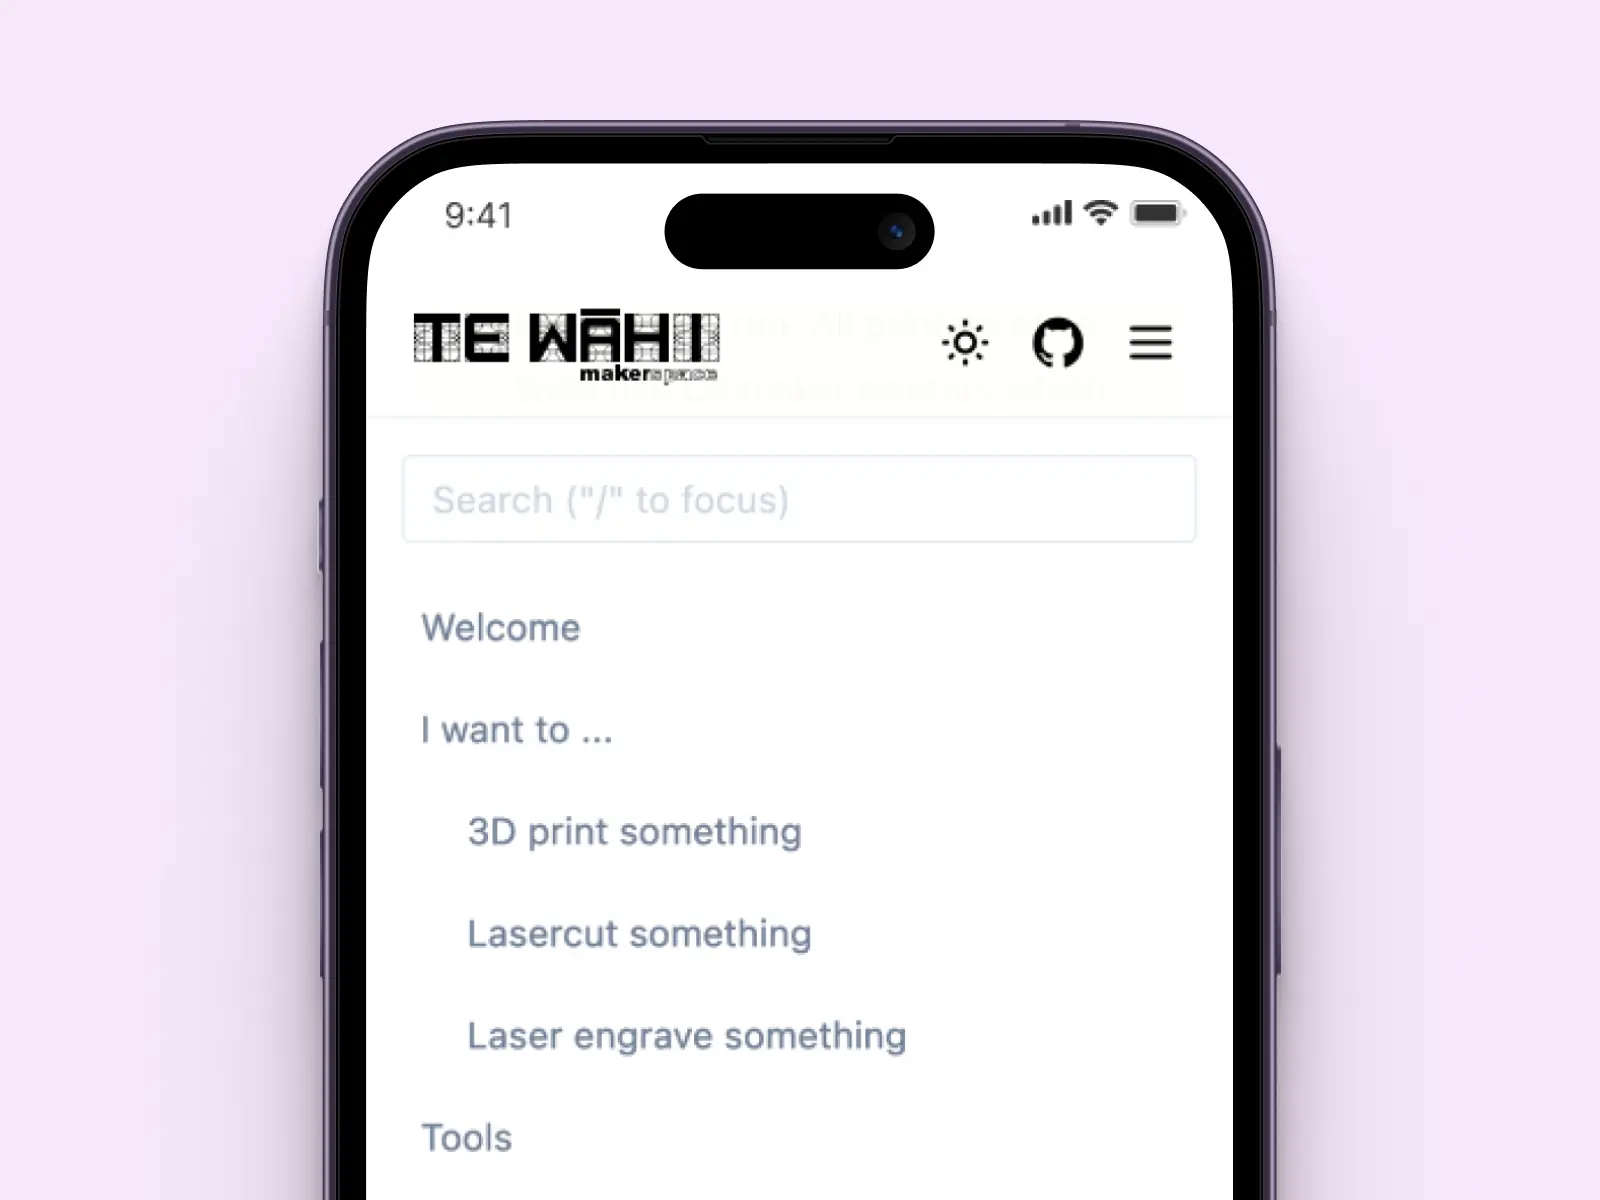 9:41
TE WĀHI
makerspace
Search ("/" to focus)
Welcome
I want to ...
3D print something
Lasercut something
Laser engrave something
Tools